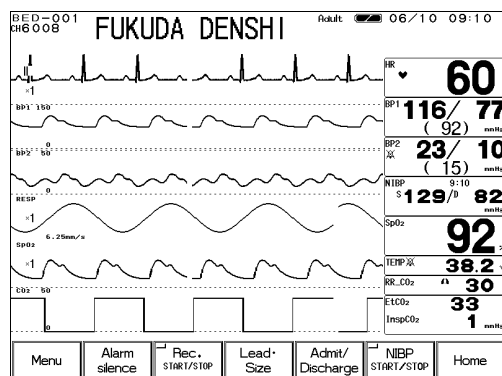 BED-001
CH6008
FUKUDA DENSHI
Adult
06/10 09:10
×1
BP1 150
0
BP2 50
0
RESP
×1
6.25mm/s
SPO2
×1
CO2 50
0
HR
60
BP1
116/ 77
( 92) mmHg
BP2
23/ 10
( 15) mmHg
NIBP 9:10
S 129/D 82
mmHg
SpO2
92
TEMP
38.2
RR_CO2
30
EtCO2
33
InspCO2
1 mmHg
Menu
Alarm
silence
Rec.
START/STOP
Lead·
Size
Admit/
Discharge
NIBP
START/STOP
Home